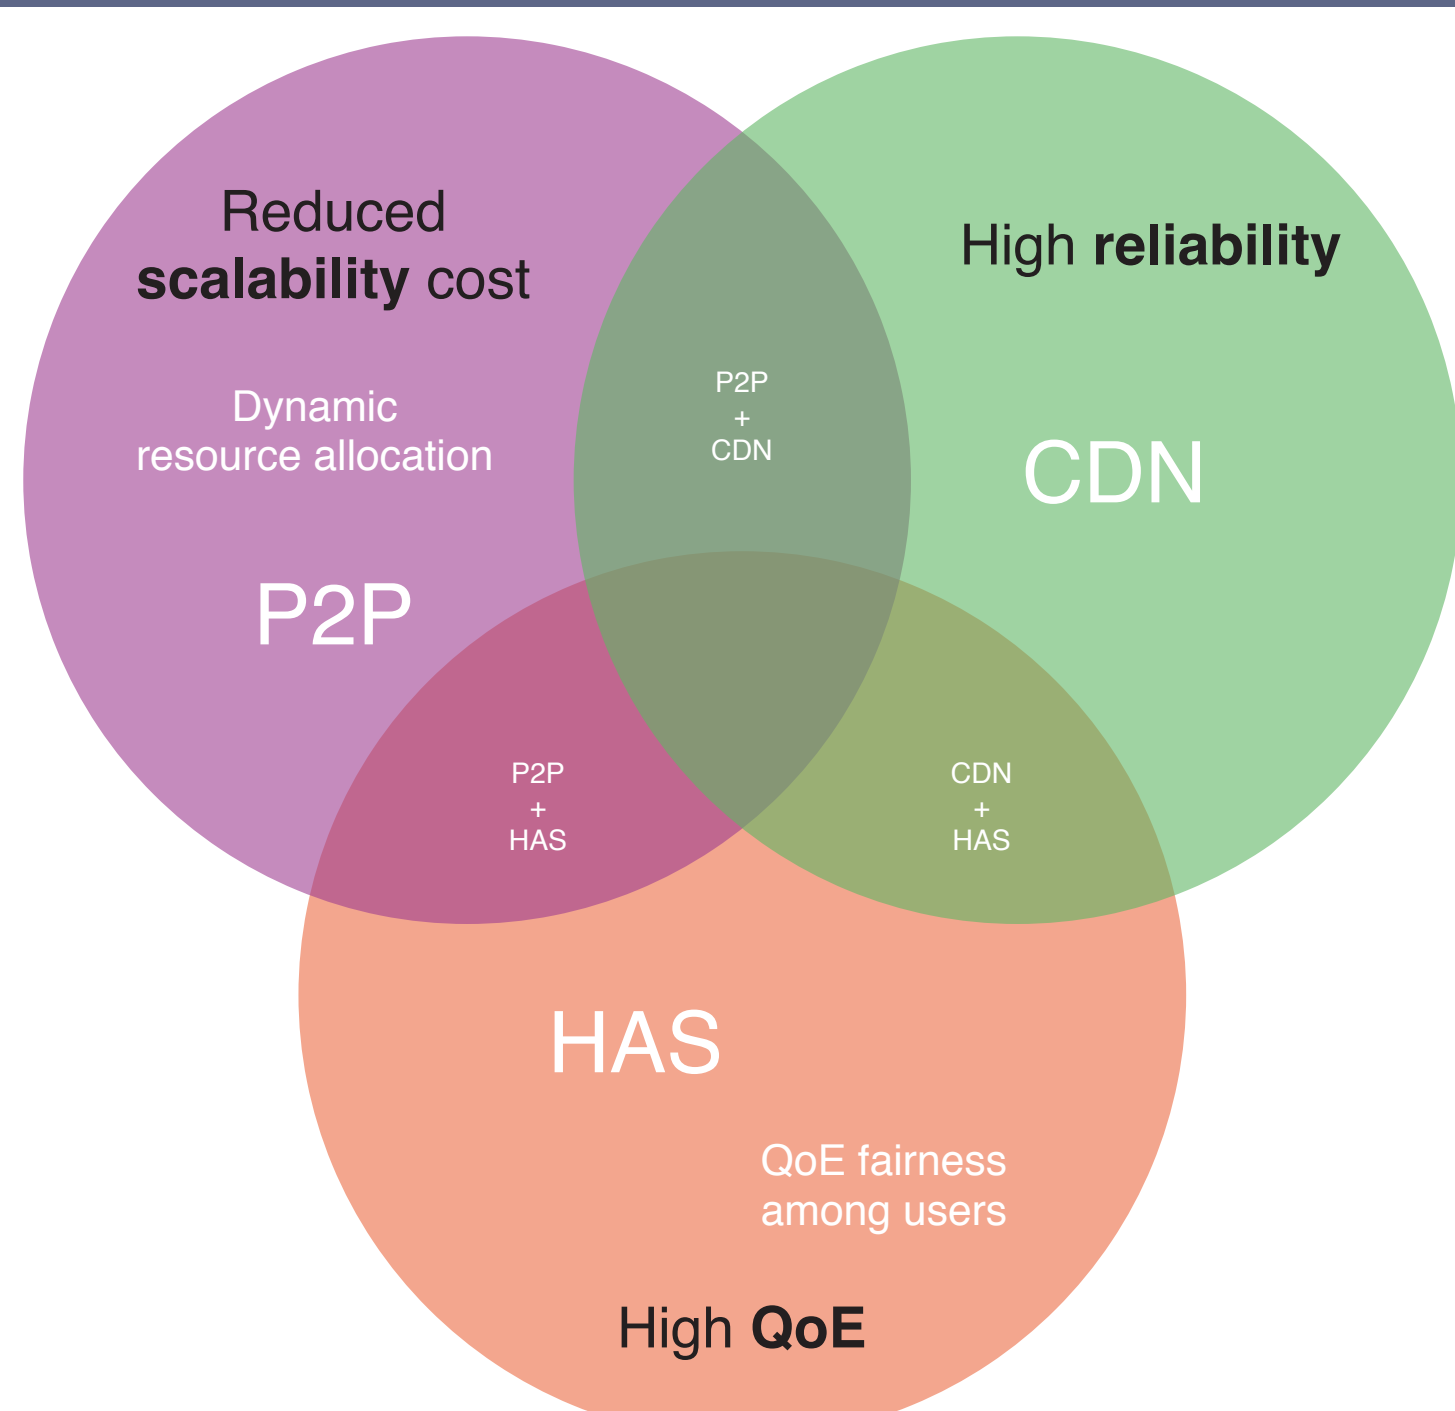 Reduced
scalability cost
Dynamic
resource allocation
P2P
High reliability
CDN
P2P
+
CDN
P2P
+
HAS
CDN
+
HAS
HAS
QoE fairness
among users
High QoE